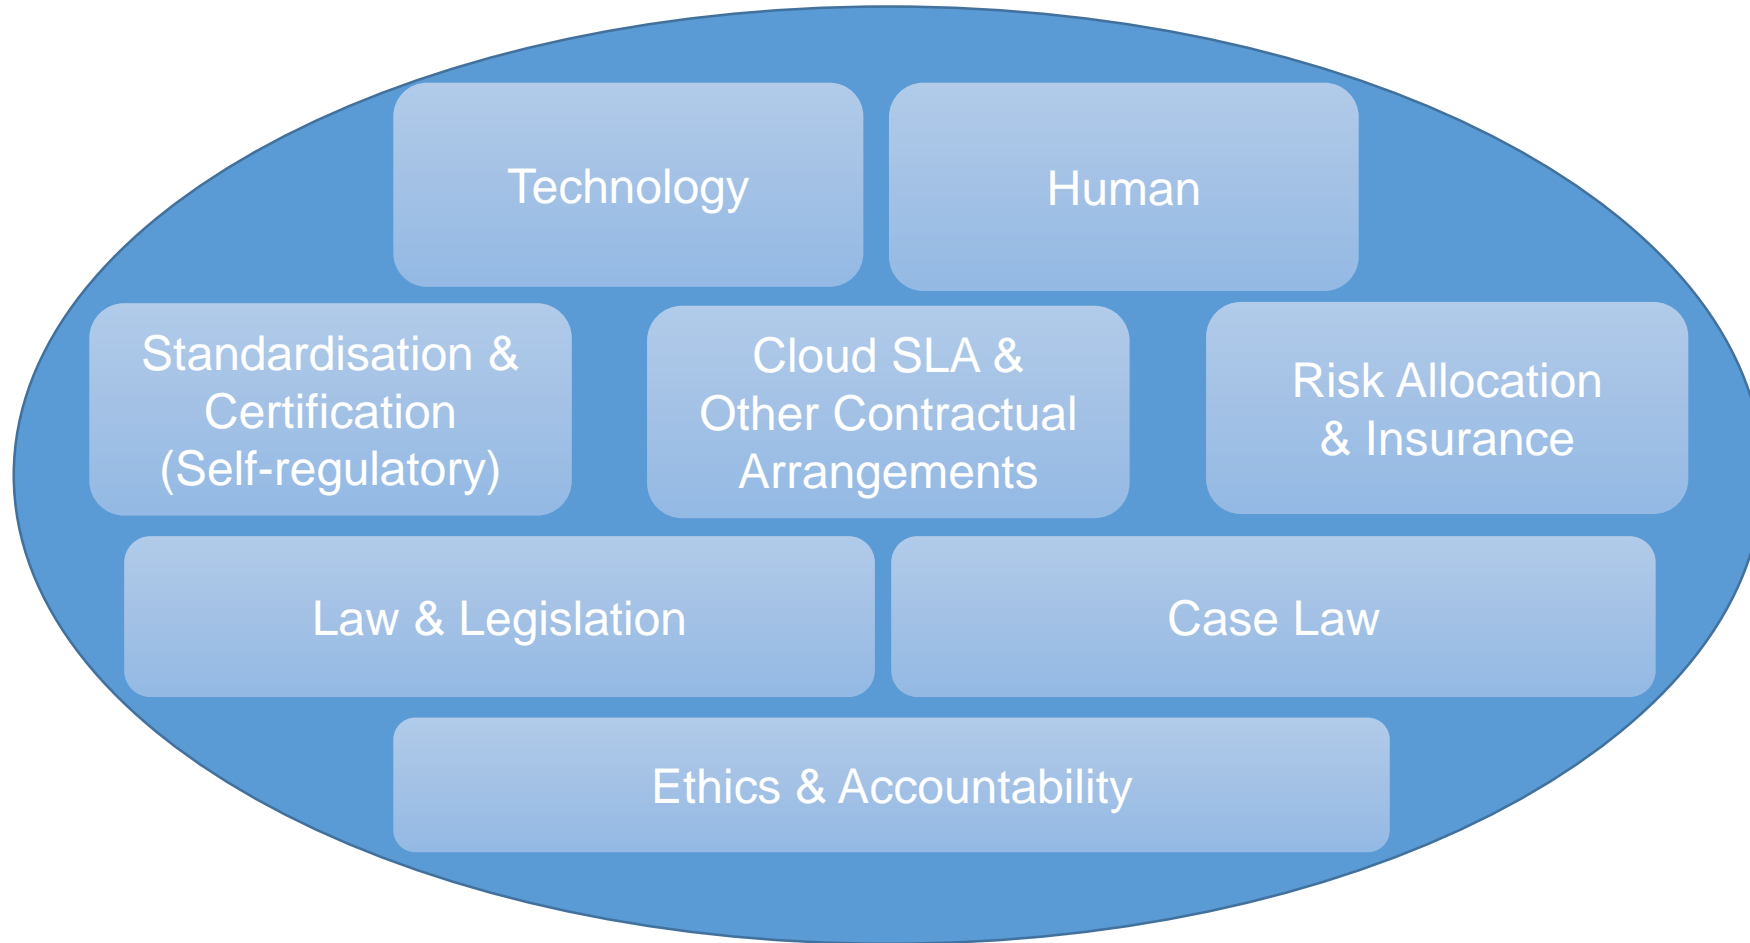 Technology
Human
Standardisation &
Certification
(Self-regulatory)
Cloud SLA &
Other Contractual
Arrangements
Risk Allocation
& Insurance
Law & Legislation
Case Law
Ethics & Accountability